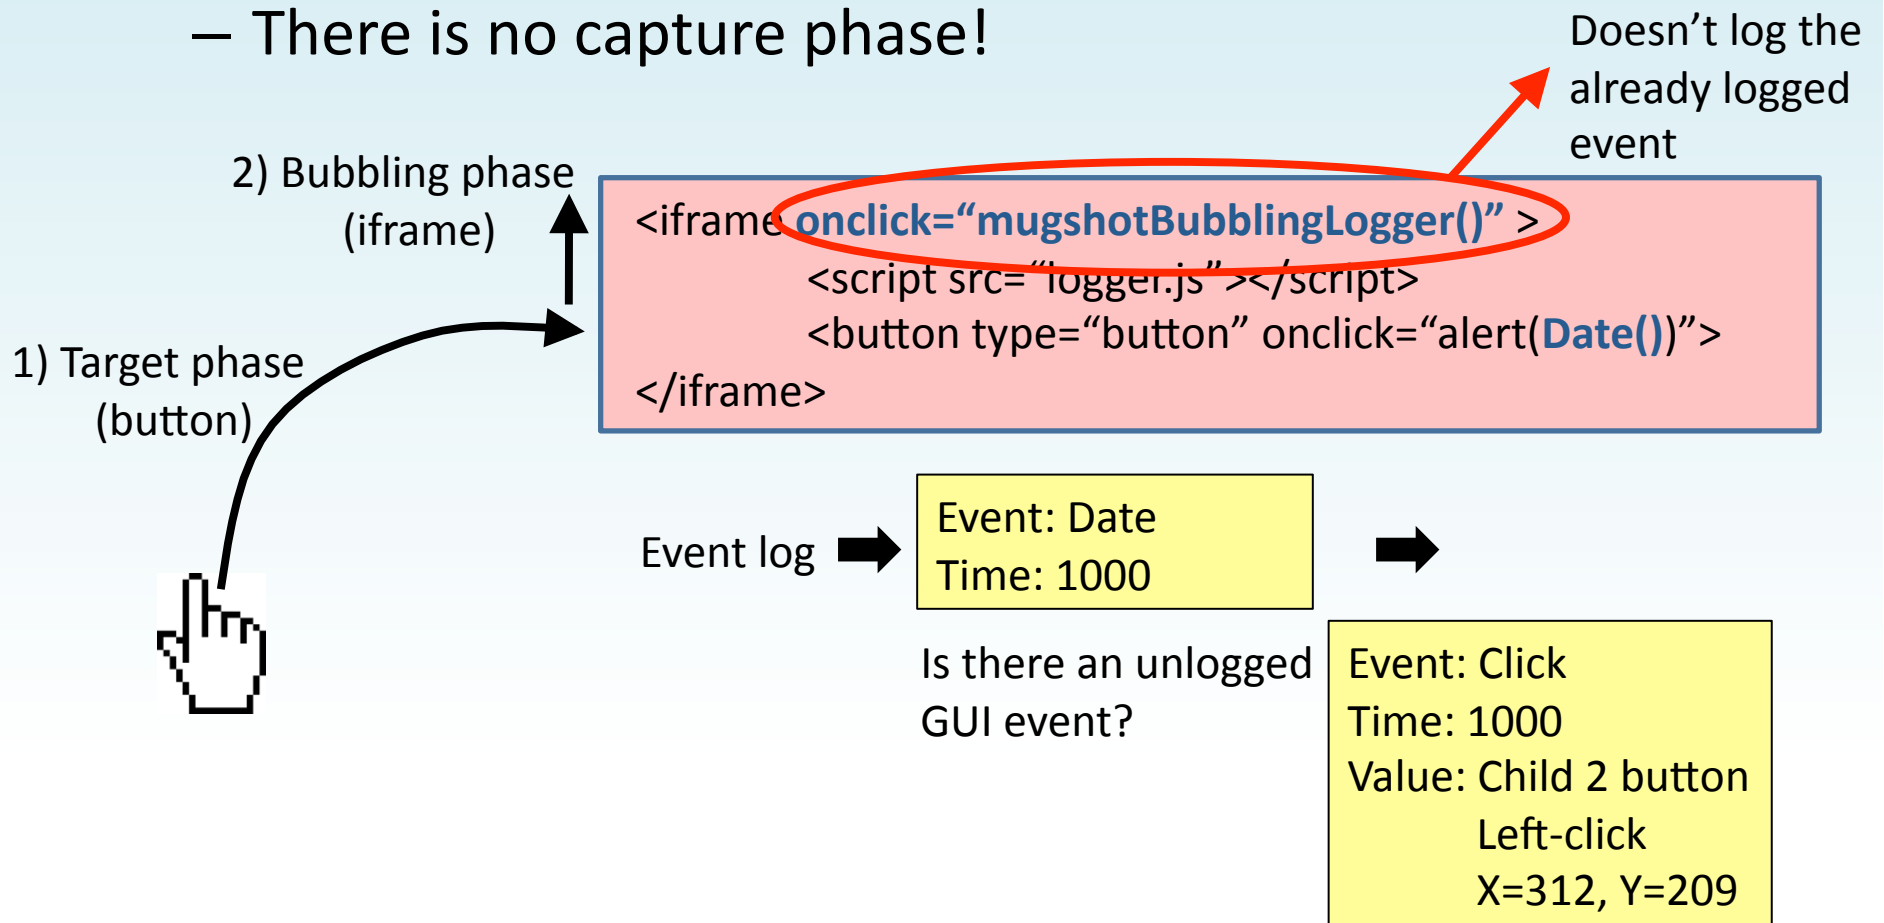 – There is no capture phase!
Doesn’t log the
already logged
event
2) Bubbling phase
(iframe)
<iframe onclick=“mugshotBubblingLogger()” >
<script src=“logger.js”></script>
<button type=“button” onclick=“alert(Date())”>
</iframe>
1) Target phase
(button)
Event log
Event: Date
Time: 1000
Is there an unlogged
GUI event?
Event: Click
Time: 1000
Value: Child 2 button
Left-click
X=312, Y=209